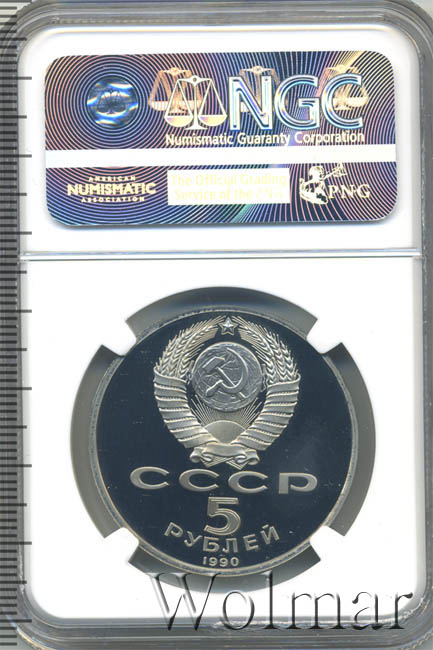 NGC
Numismatic Guaranty Corporation
AMERICAN
NUMISMATIC
ASSOCIATION
The Official Grading
Service of the
PNG
СССР
5
РУБЛЕЙ
1990
Wolmar